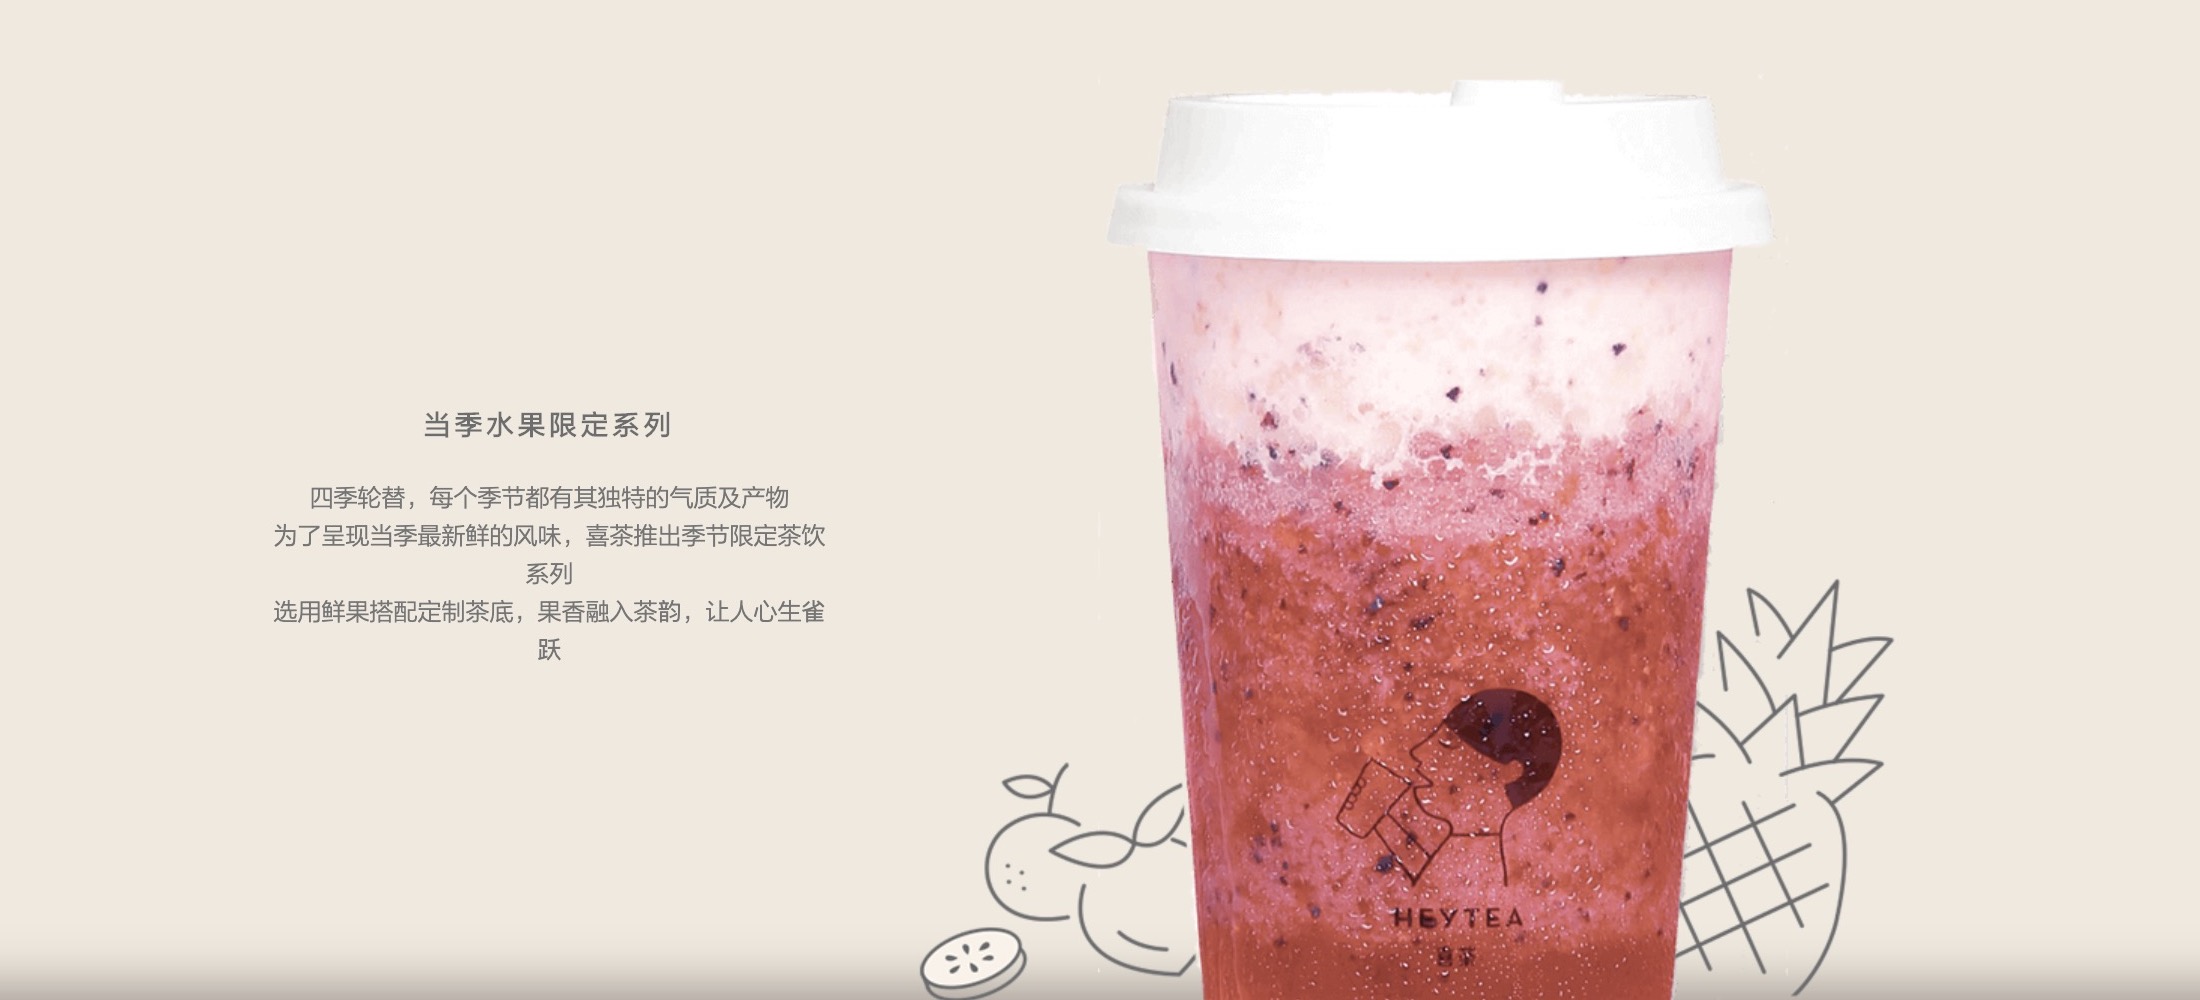 当季水果限定系列
四季轮替，每个季节都有其独特的气质及产物
为了呈现当季最新鲜的风味，喜茶推出季节限定茶饮
系列
选用鲜果搭配定制茶底，果香融入茶韵，让人心生雀
跃
HEYTEA
喜茶